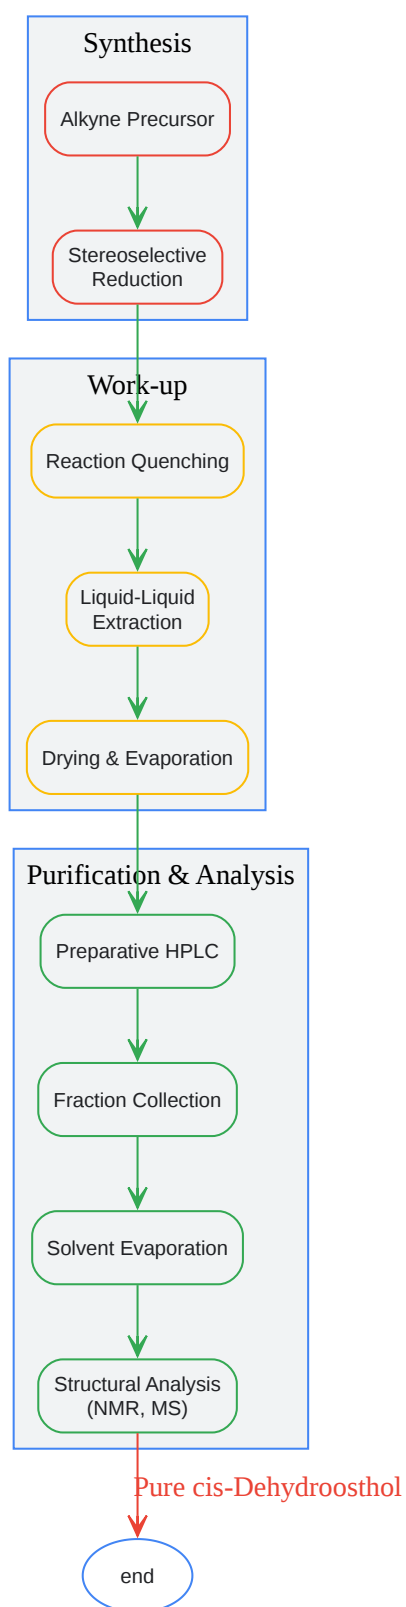 Synthesis
Alkyne Precursor
Stereoselective
Reduction
Work-up
Reaction Quenching
Liquid-Liquid
Extraction
Drying & Evaporation
Purification & Analysis
Preparative HPLC
Fraction Collection
Solvent Evaporation
Structural Analysis
(NMR, MS)
Pure cis-Dehydroosthol
end